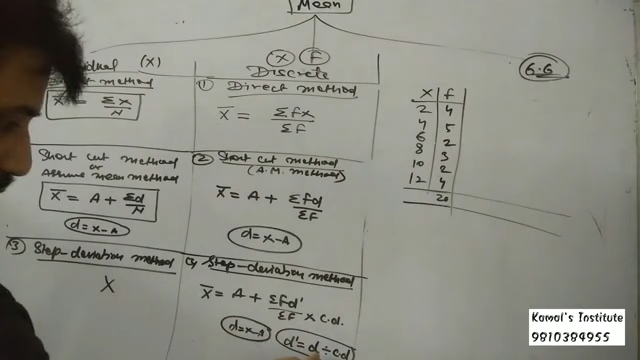 Mean
(X)
X F
Discrete
6.6
method
X̄ = Σx/N
① Direct method
X̄ = Σfx/Σf
Short cut method
or
Assume mean method
X̄ = A + Σd/N
d = x-A
② Short cut method
(A.M. method)
X̄ = A + Σfd/Σf
d = x-A
③ Step-deviation method
X
Step-deviation method
X̄ = A + Σfd'/Σf × c.d.
d = x-A d' = d ÷ c.d
X F
2 4
4 5
6 2
8 3
10 2
12 4
20
Kamal's Institute
9810384955